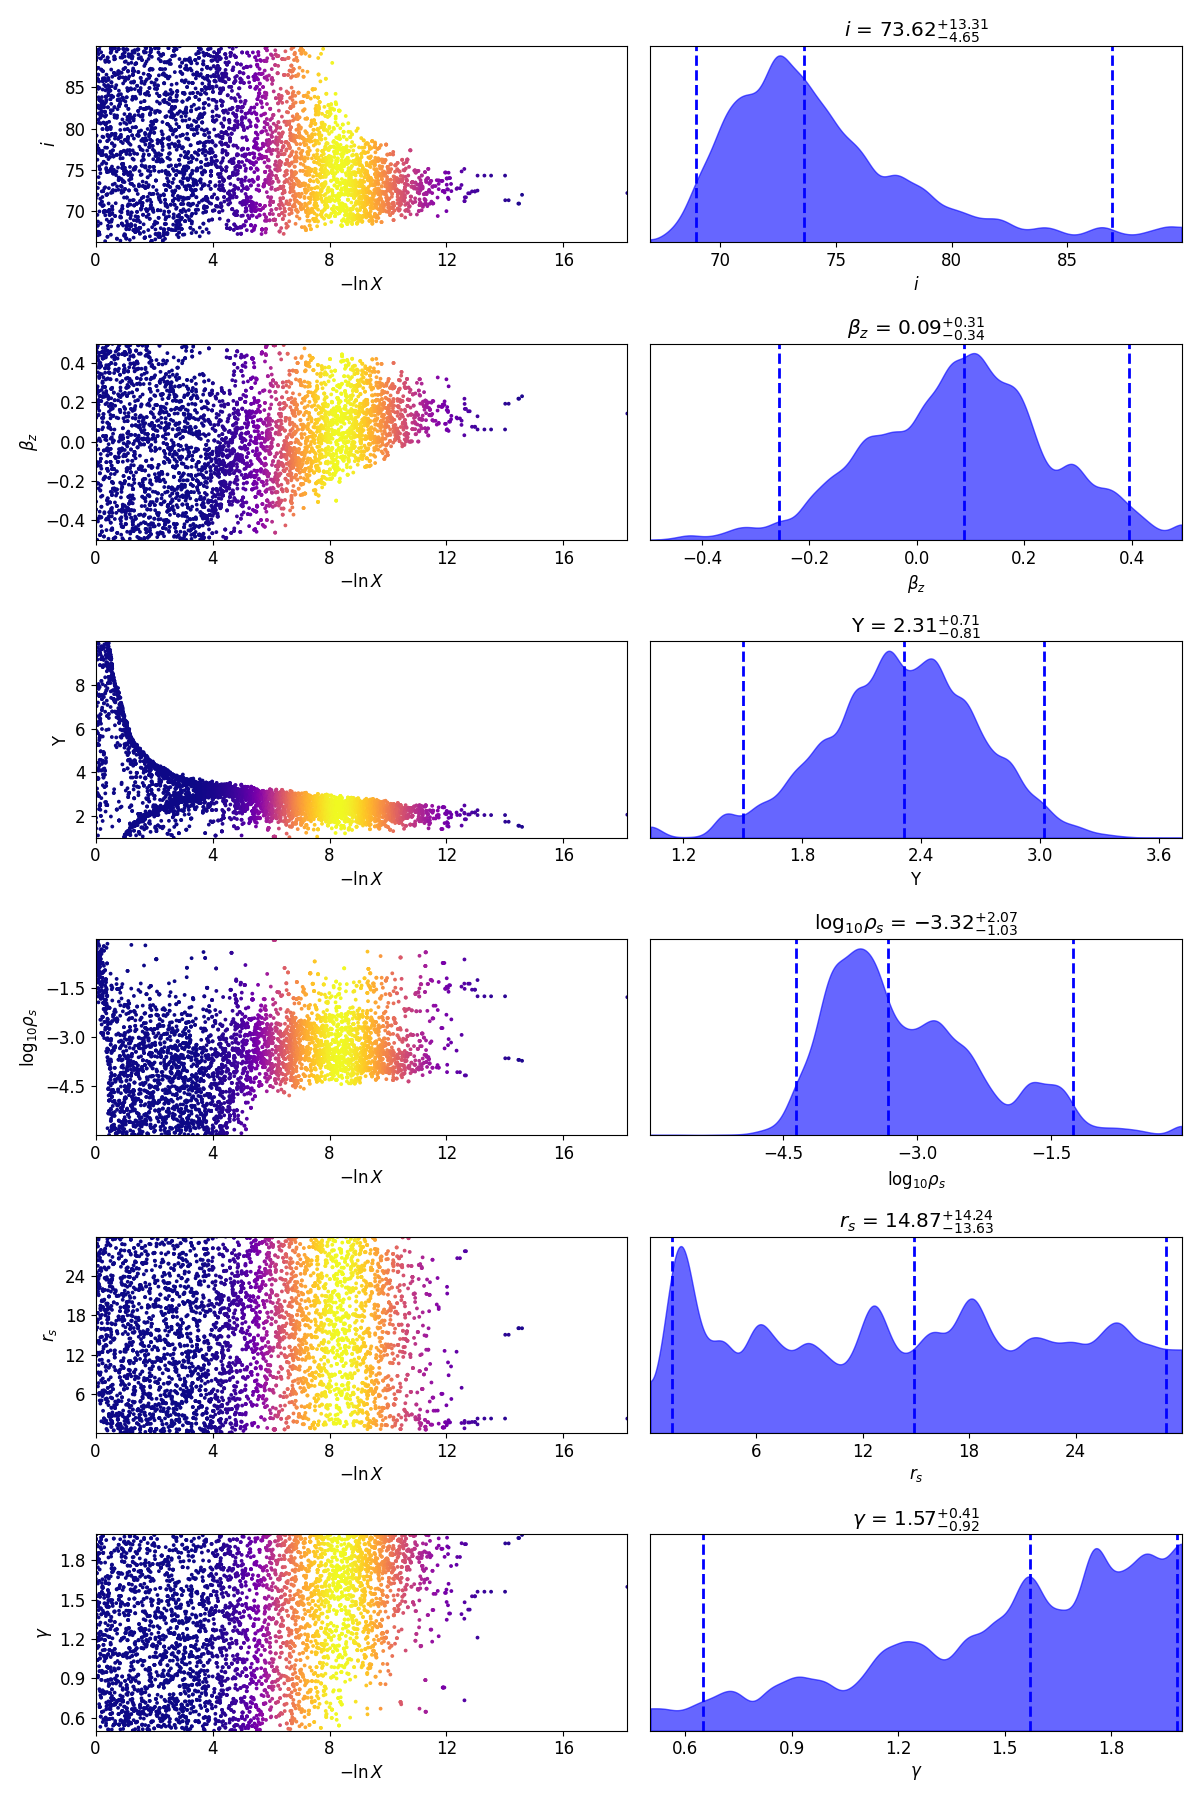 i = 73.62+13.31−4.65
85
80
75
70
i
0 4 8 12 16
−ln X
70 75 80 85
i
βz = 0.09+0.31−0.34
0.4
0.2
0.0
−0.2
−0.4
βz
0 4 8 12 16
−ln X
−0.4 −0.2 0.0 0.2 0.4
βz
Y = 2.31+0.71−0.81
8
6
4
2
Y
0 4 8 12 16
−ln X
1.2 1.8 2.4 3.0 3.6
Y
log10ρs = −3.32+2.07−1.03
−1.5
−3.0
−4.5
log10ρs
0 4 8 12 16
−ln X
−4.5 −3.0 −1.5
log10ρs
rs = 14.87+14.24−13.63
24
18
12
6
rs
0 4 8 12 16
−ln X
6 12 18 24
rs
γ = 1.57+0.41−0.92
1.8
1.5
1.2
0.9
0.6
γ
0 4 8 12 16
−ln X
0.6 0.9 1.2 1.5 1.8
γ